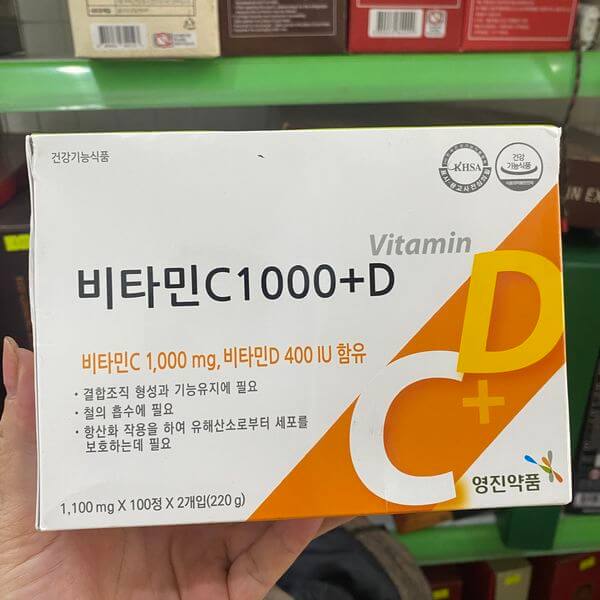 건강기능식품
KHSA
건강
기능식품
Vitamin
비타민C1000+D
비타민C 1,000 mg, 비타민D 400 IU 함유
• 결합조직 형성과 기능유지에 필요
• 철의 흡수에 필요
• 항산화 작용을 하여 유해산소로부터 세포를
보호하는데 필요
C+D
영진약품
1,100 mg X 100정 X 2개입(220 g)